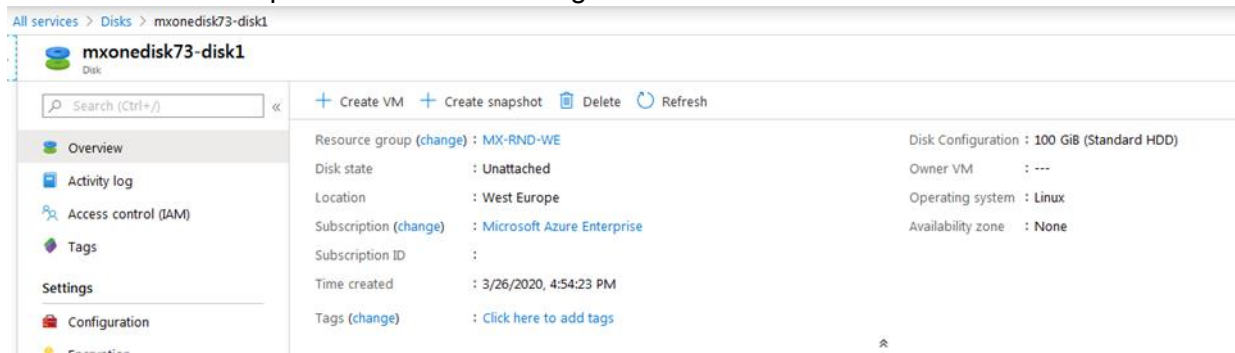 All services > Disks > mxonedisk73-disk1
mxonedisk73-disk1
Disk
Search (Ctrl+/)
«
+ Create VM + Create snapshot Delete Refresh
Overview
Activity log
Access control (IAM)
Tags
Settings
Configuration
Encryption
Resource group (change) : MX-RND-WE
Disk state : Unattached
Location : West Europe
Subscription (change) : Microsoft Azure Enterprise
Subscription ID :
Time created : 3/26/2020, 4:54:23 PM
Tags (change) : Click here to add tags
Disk Configuration : 100 GiB (Standard HDD)
Owner VM : ---
Operating system : Linux
Availability zone : None